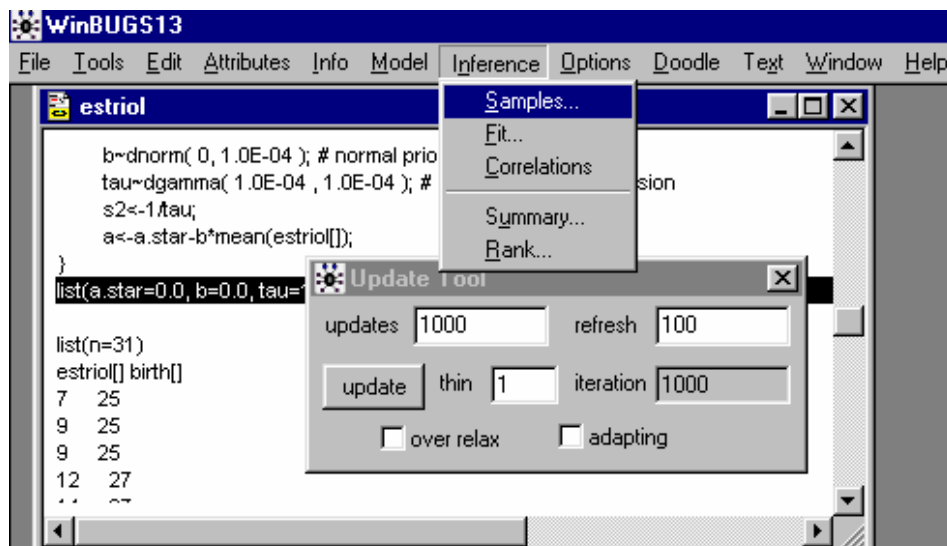 WinBUGS13
File Tools Edit Attributes Info Model Inference Options Doodle Text Window Help
estriol
Samples...
Fit...
Correlations
Summary...
Rank...
b~dnorm( 0, 1.0E-04 ); # normal prio
tau~dgamma( 1.0E-04 , 1.0E-04 ); # sion
s2<-1/tau;
a<-a.star-b*mean(estriol[]);
}
list(a.star=0.0, b=0.0, tau=
list(n=31)
estriol[] birth[]
7 25
9 25
9 25
12 27
Update Tool
updates 1000 refresh 100
update thin 1 iteration 1000
over relax adapting